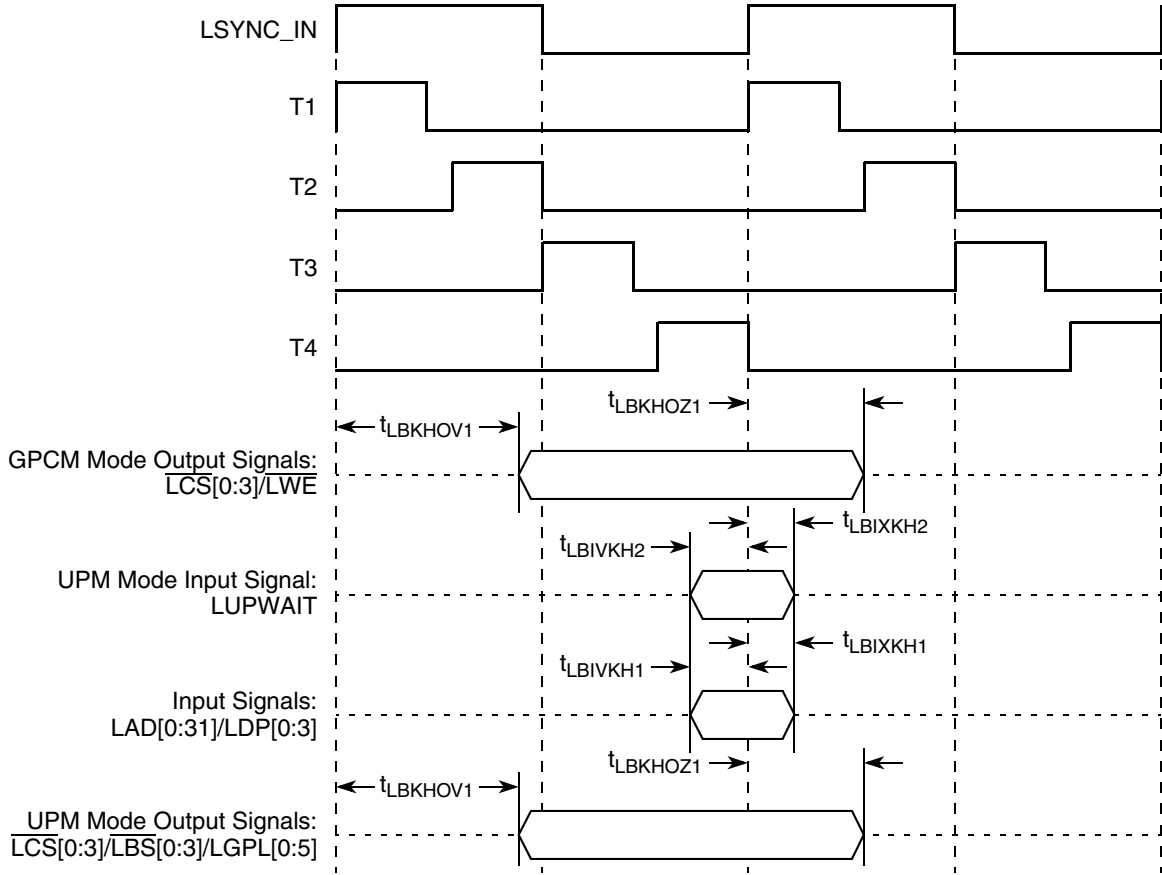 LSYNC_IN
T1
T2
T3
T4
tLBKHOZ1
tLBKHOV1
GPCM Mode Output Signals:
LCS[0:3]/LWE
tLBIXKH2
tLBIVKH2
UPM Mode Input Signal:
LUPWAIT
tLBIXKH1
tLBIVKH1
Input Signals:
LAD[0:31]/LDP[0:3]
tLBKHOZ1
tLBKHOV1
UPM Mode Output Signals:
LCS[0:3]/LBS[0:3]/LGPL[0:5]